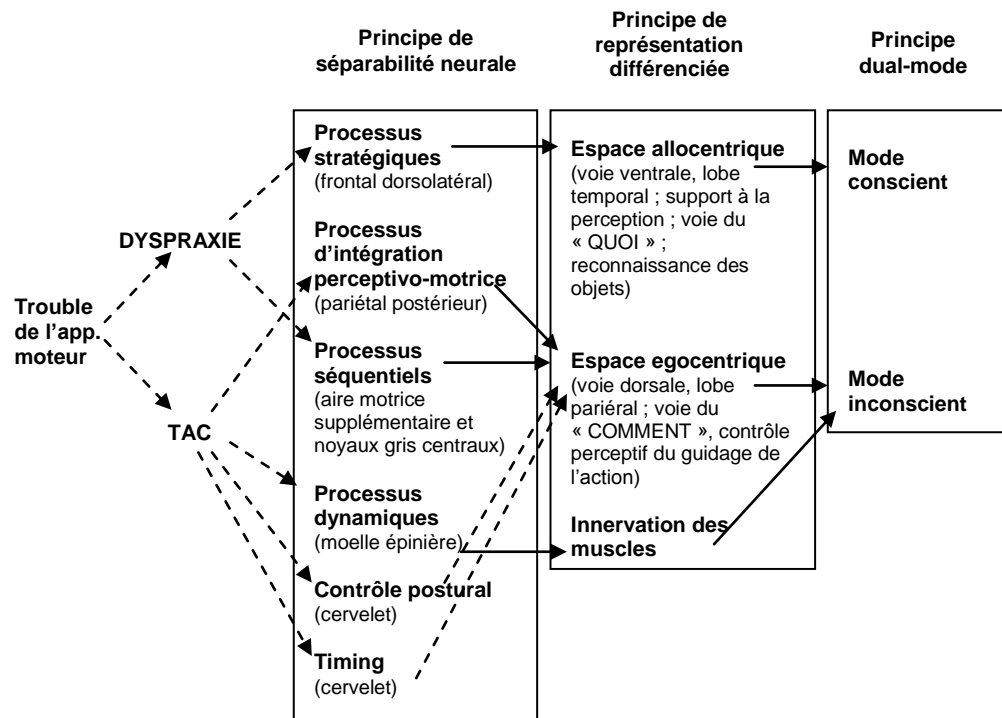 Principe de
séparabilité neurale
Principe de
représentation
différenciée
Principe
dual-mode
Trouble
de l’app.
moteur
DYSPRAXIE
TAC
Processus
stratégiques
(frontal dorsolatéral)
Processus
d’intégration
perceptivo-motrice
(pariétal postérieur)
Processus
séquentiels
(aire motrice
supplémentaire et
noyaux gris centraux)
Processus
dynamiques
(moelle épinière)
Contrôle postural
(cervelet)
Timing
(cervelet)
Espace allocentrique
(voie ventrale, lobe
temporal ; support à la
perception ; voie du
« QUOI » ;
reconnaissance des
objets)
Espace egocentrique
(voie dorsale, lobe
pariéral ; voie du
« COMMENT », contrôle
perceptif du guidage de
l’action)
Innervation des
muscles
Mode
conscient
Mode
inconscient